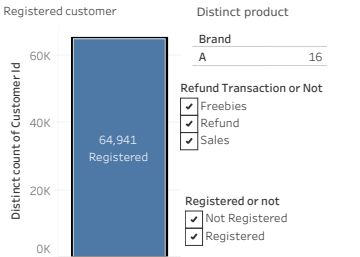 Registered customer
Distinct product
Brand
A 16
Refund Transaction or Not
Freebies
Refund
Sales
Registered or not
Not Registered
Registered
Distinct count of Customer Id
60K
40K
20K
0K
64,941
Registered